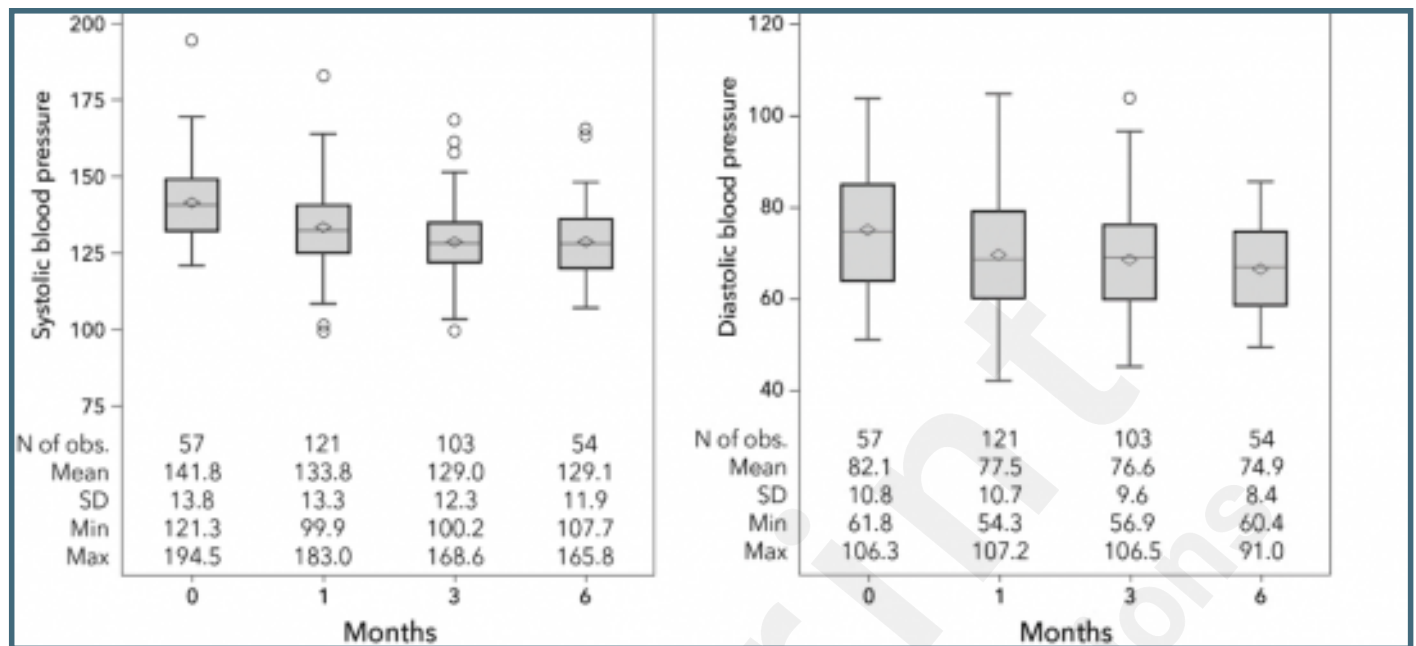 200
175
150
125
100
75
Systolic blood pressure
N of obs. 57 121 103 54
Mean 141.8 133.8 129.0 129.1
SD 13.8 13.3 12.3 11.9
Min 121.3 99.9 100.2 107.7
Max 194.5 183.0 168.6 165.8
0 1 3 6
Months
120
100
80
60
40
Diastolic blood pressure
N of obs. 57 121 103 54
Mean 82.1 77.5 76.6 74.9
SD 10.8 10.7 9.6 8.4
Min 61.8 54.3 56.9 60.4
Max 106.3 107.2 106.5 91.0
0 1 3 6
Months
rint
ions